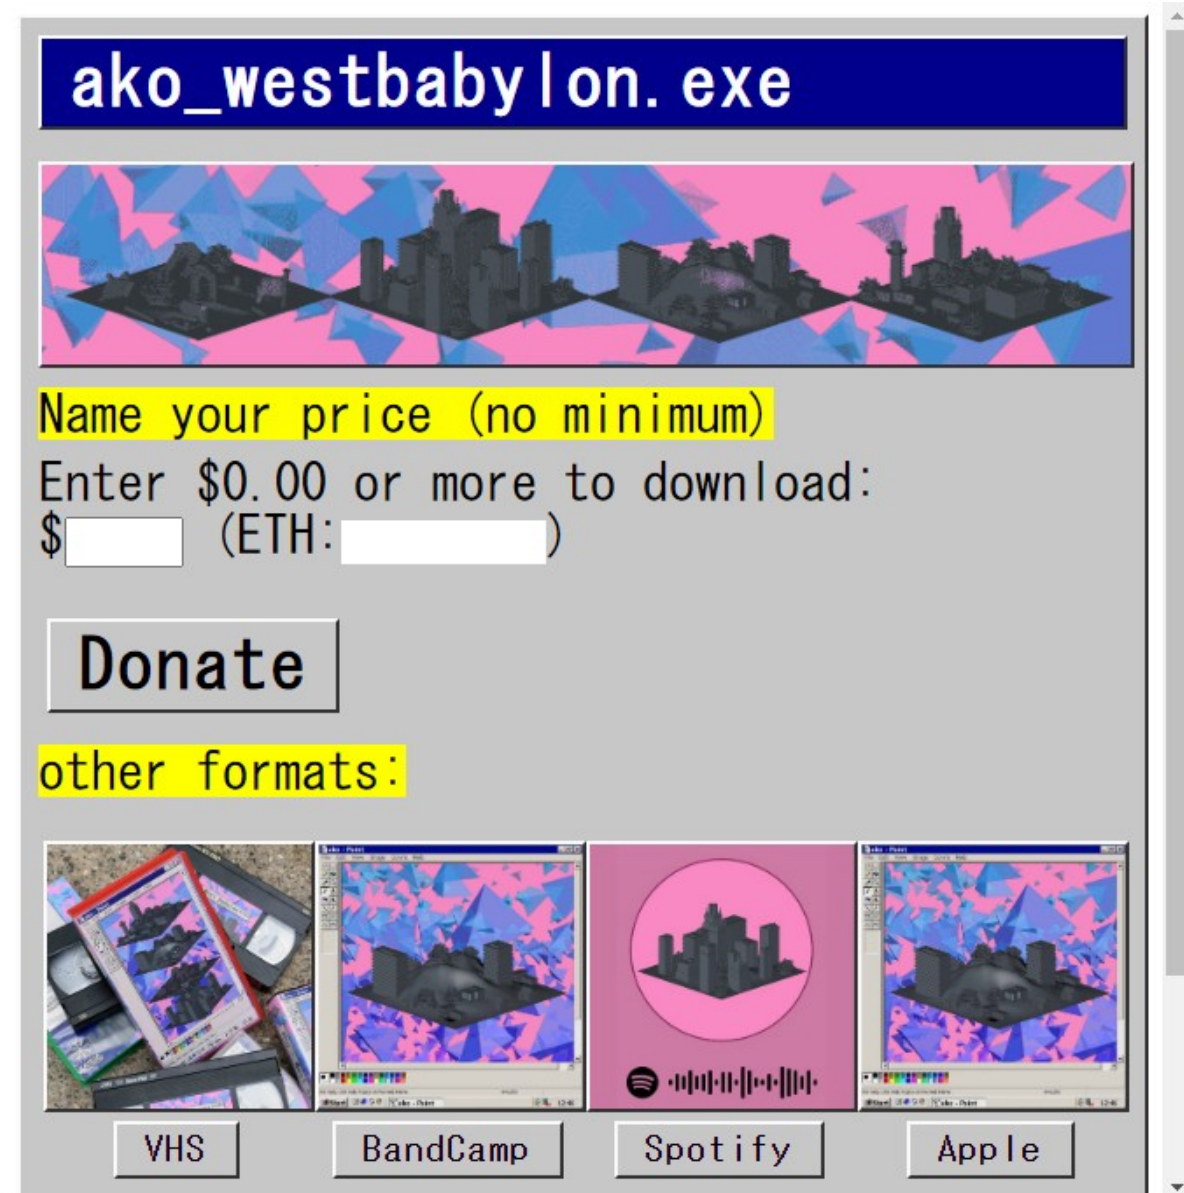 ako_westbabylon.exe
Name your price (no minimum)
Enter $0.00 or more to download:
$ (ETH: )
Donate
other formats:
VHS
BandCamp
Spotify
Apple